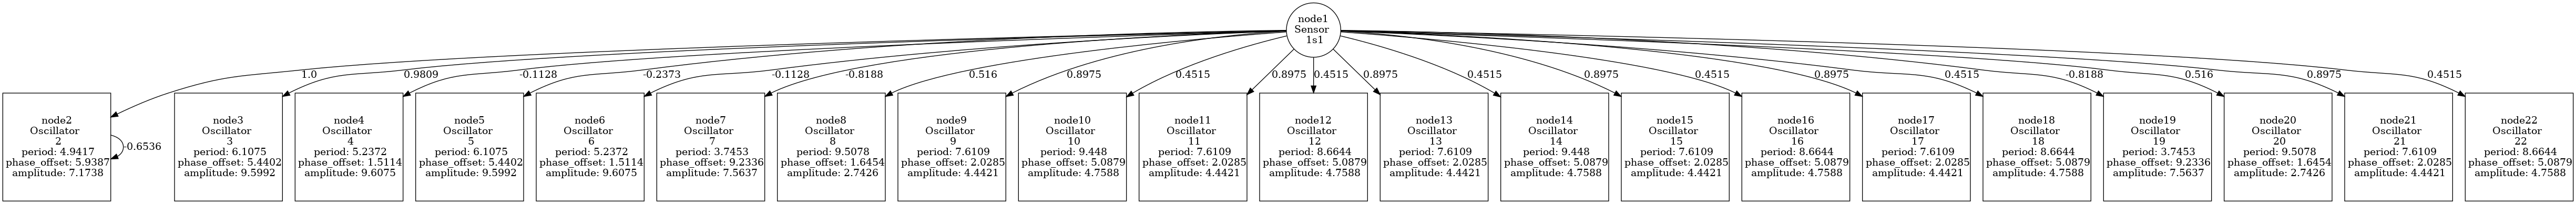 node1
Sensor
1s1
1.0
0.9809
-0.1128
-0.2373
-0.1128
-0.8188
0.516
0.8975
0.4515
0.8975
0.4515
0.8975
0.4515
0.8975
0.4515
0.8975
0.4515
-0.8188
0.516
0.8975
0.4515
node2
Oscillator
2
period: 4.9417
phase_offset: 5.9387
amplitude: 7.1738
-0.6536
node3
Oscillator
3
period: 6.1075
phase_offset: 5.4402
amplitude: 9.5992
node4
Oscillator
4
period: 5.2372
phase_offset: 1.5114
amplitude: 9.6075
node5
Oscillator
5
period: 6.1075
phase_offset: 5.4402
amplitude: 9.5992
node6
Oscillator
6
period: 5.2372
phase_offset: 1.5114
amplitude: 9.6075
node7
Oscillator
7
period: 3.7453
phase_offset: 9.2336
amplitude: 7.5637
node8
Oscillator
8
period: 9.5078
phase_offset: 1.6454
amplitude: 2.7426
node9
Oscillator
9
period: 7.6109
phase_offset: 2.0285
amplitude: 4.4421
node10
Oscillator
10
period: 9.448
phase_offset: 5.0879
amplitude: 4.7588
node11
Oscillator
11
period: 7.6109
phase_offset: 2.0285
amplitude: 4.4421
node12
Oscillator
12
period: 8.6644
phase_offset: 5.0879
amplitude: 4.7588
node13
Oscillator
13
period: 7.6109
phase_offset: 2.0285
amplitude: 4.4421
node14
Oscillator
14
period: 9.448
phase_offset: 5.0879
amplitude: 4.7588
node15
Oscillator
15
period: 7.6109
phase_offset: 2.0285
amplitude: 4.4421
node16
Oscillator
16
period: 8.6644
phase_offset: 5.0879
amplitude: 4.7588
node17
Oscillator
17
period: 7.6109
phase_offset: 2.0285
amplitude: 4.4421
node18
Oscillator
18
period: 8.6644
phase_offset: 5.0879
amplitude: 4.7588
node19
Oscillator
19
period: 3.7453
phase_offset: 9.2336
amplitude: 7.5637
node20
Oscillator
20
period: 9.5078
phase_offset: 1.6454
amplitude: 2.7426
node21
Oscillator
21
period: 7.6109
phase_offset: 2.0285
amplitude: 4.4421
node22
Oscillator
22
period: 8.6644
phase_offset: 5.0879
amplitude: 4.7588